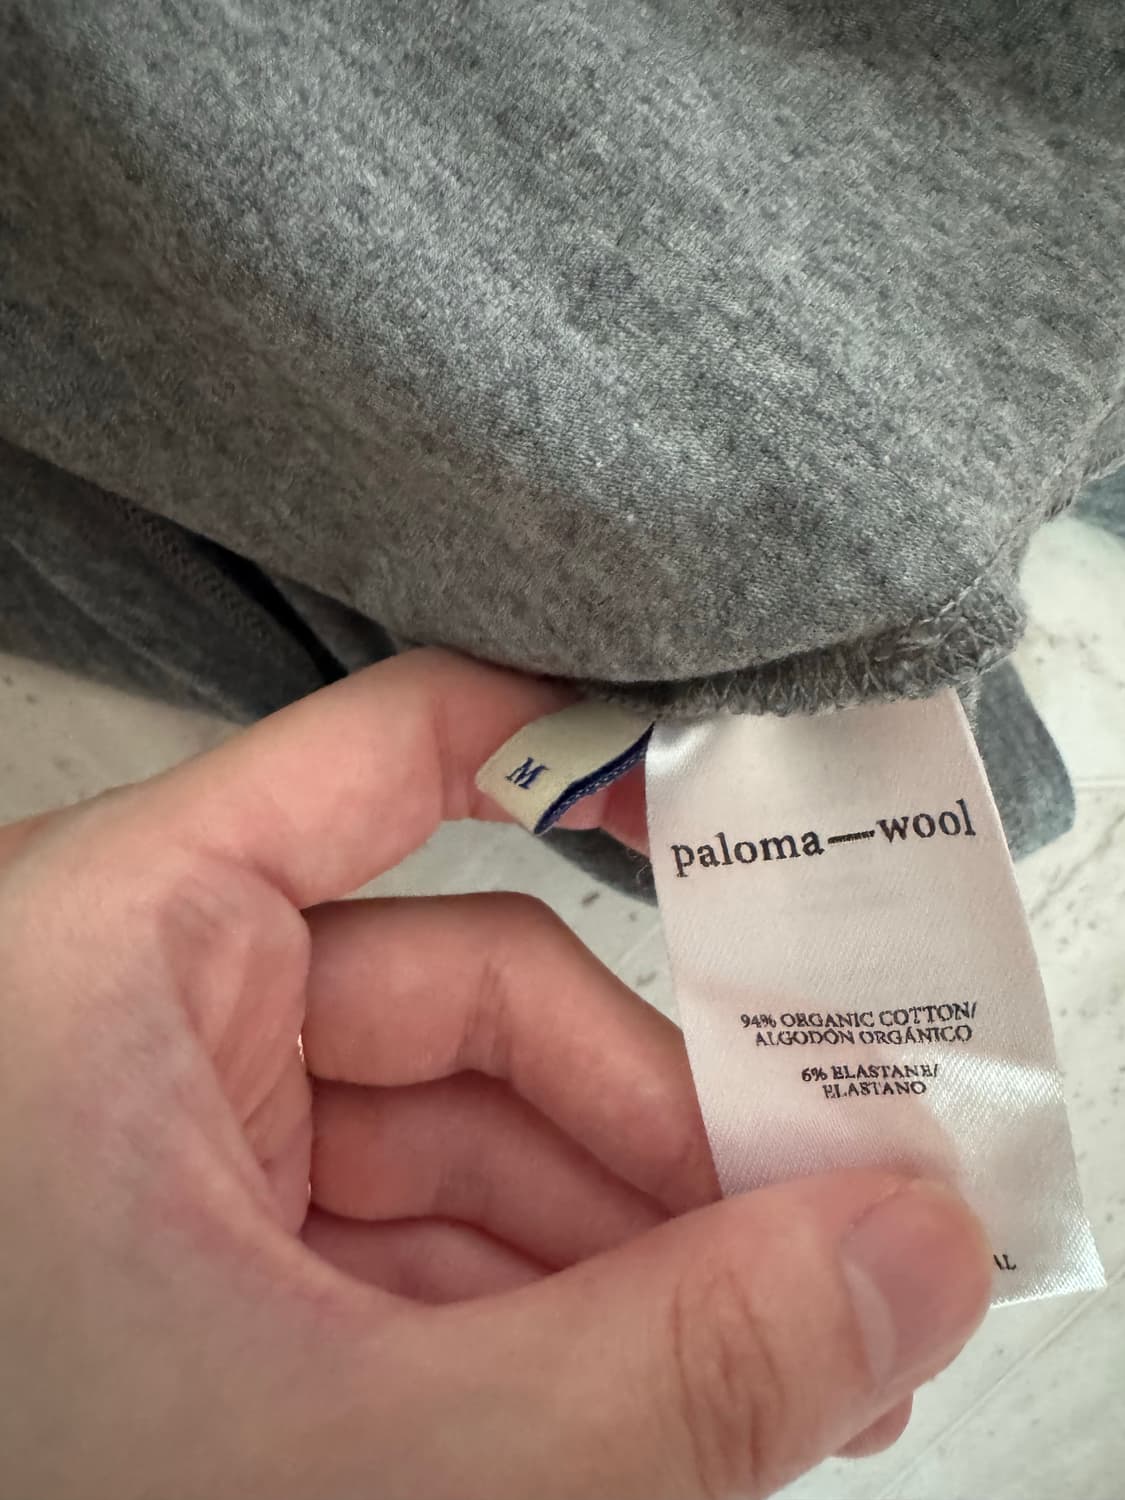 M
paloma—wool
94% ORGANIC COTTON/
ALGODÓN ORGÁNICO
6% ELASTANE/
ELASTANO